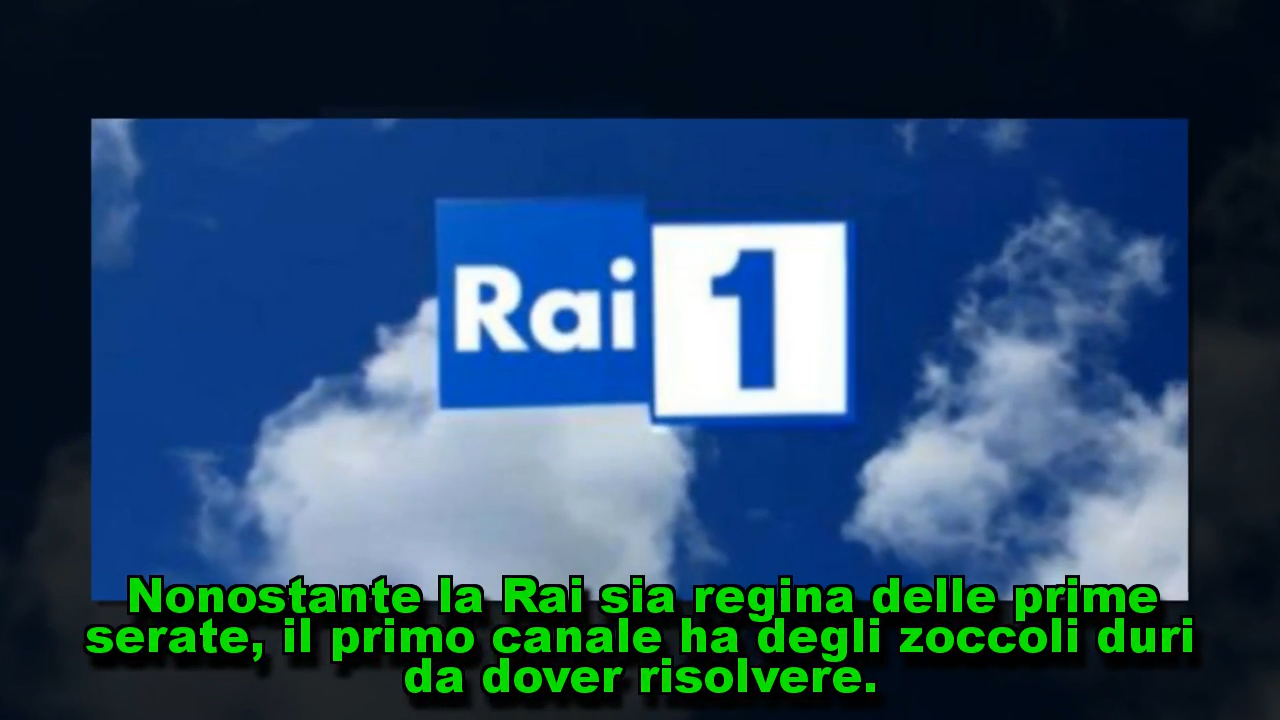 Rai 1
Nonostante la Rai sia regina delle prime
serate, il primo canale ha degli zoccoli duri
da dover risolvere.